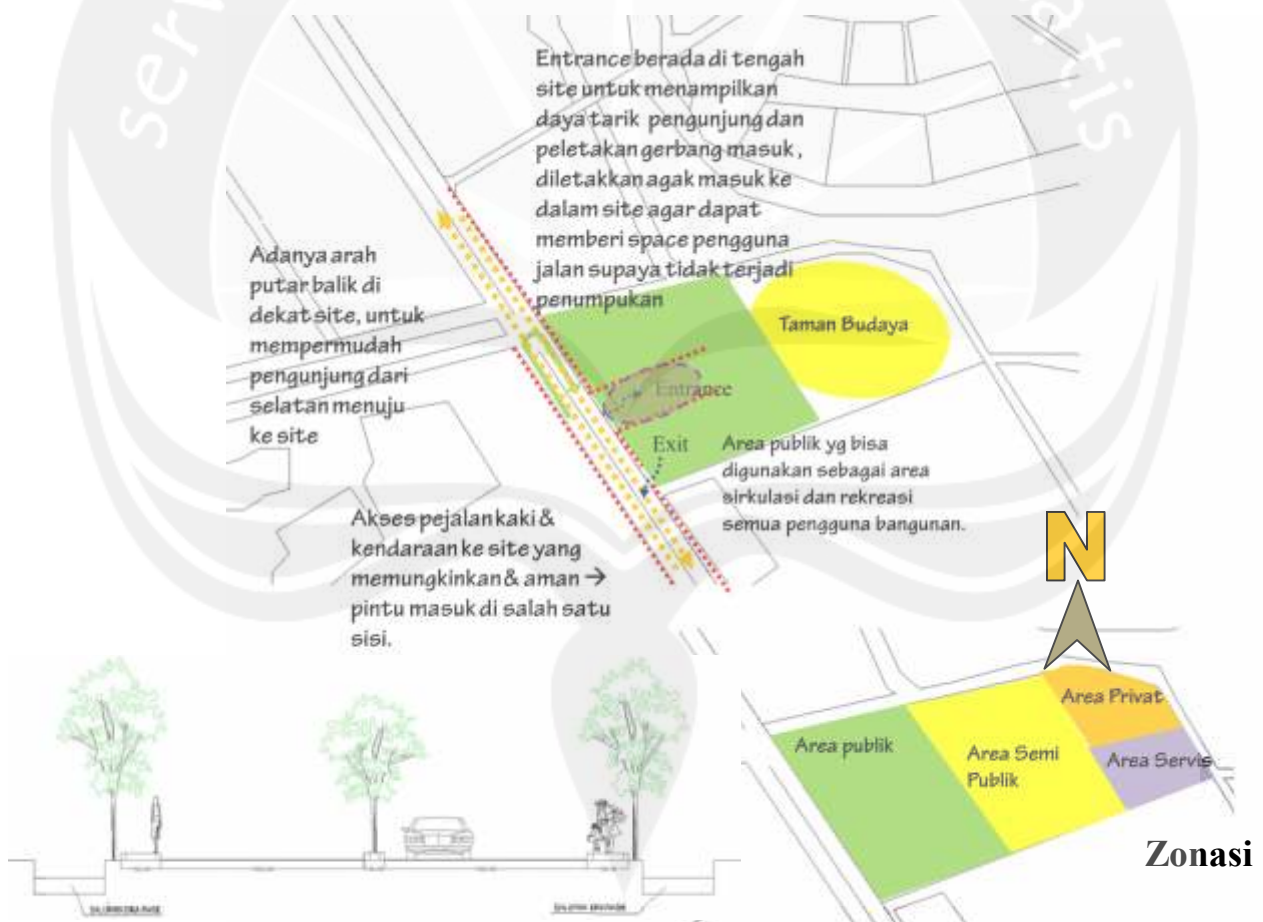 Entrance berada di tengah
site untuk menampilkan
daya tarik pengunjung dan
peletakan gerbang masuk,
diletakkan agak masuk ke
dalam site agar dapat
memberi space pengguna
jalan supaya tidak terjadi
penumpukan
Adanya arah
putar balik di
dekat site, untuk
mempermudah
pengunjung dari
selatan menuju
ke site
Taman Budaya
Entrance
Exit
Area publik yg bisa
digunakan sebagai area
sirkulasi dan rekreasi
semua pengguna bangunan.
Akses pejalan kaki &
kendaraan ke site yang
memungkinkan & aman →
pintu masuk di salah satu
sisi.
N
Area publik
Area Semi
Publik
Area Privat
Area Servis
Zonasi